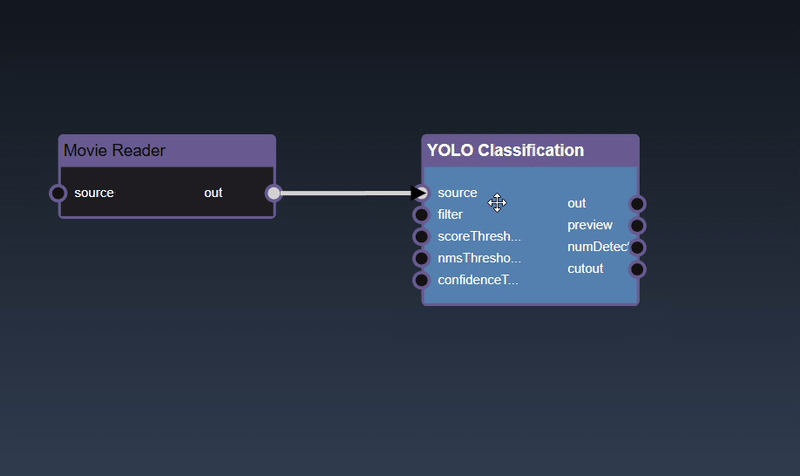 Movie Reader
source
out
YOLO Classification
source
filter
scoreThresh...
nmsThresho...
confidenceT...
out
preview
numDetec
cutout